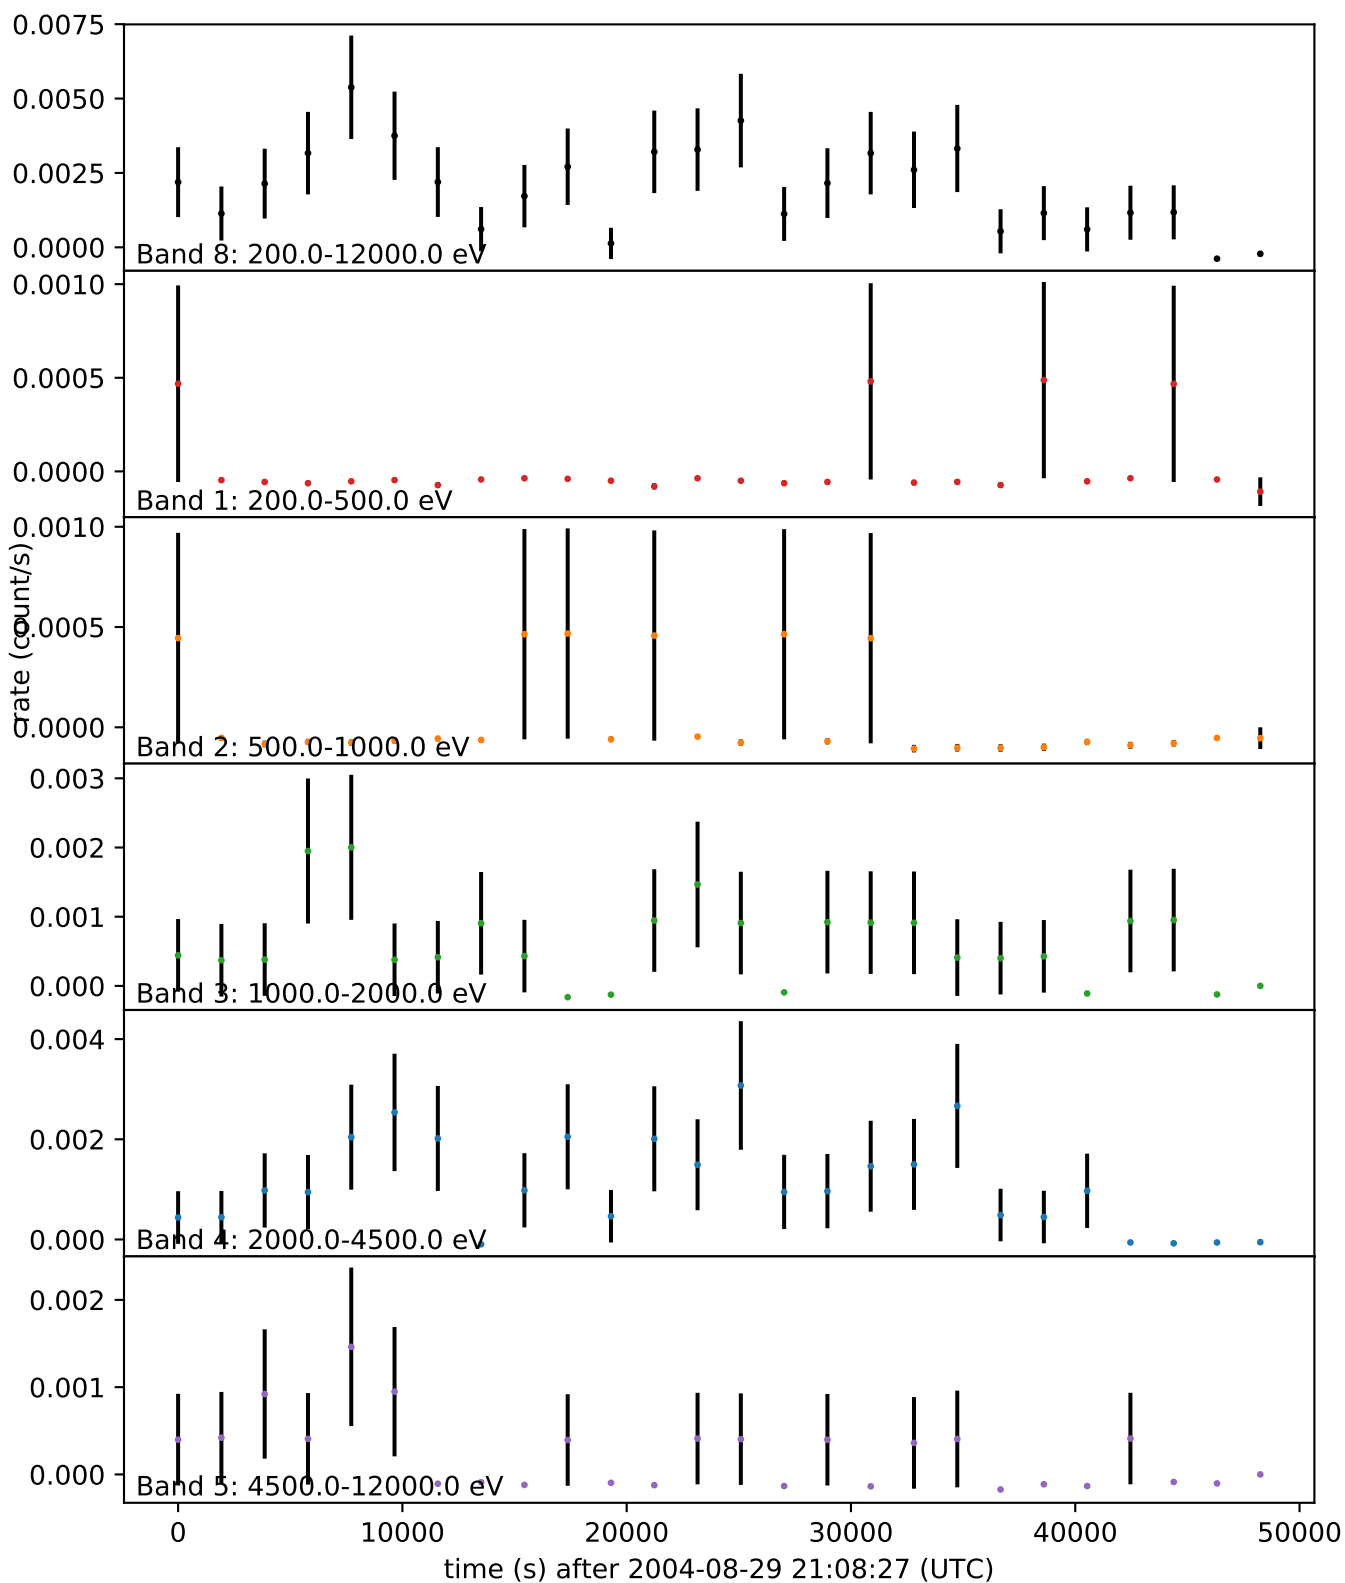 0.0075
0.0050
0.0025
0.0000
Band 8: 200.0-12000.0 eV
0.0010
0.0005
0.0000
Band 1: 200.0-500.0 eV
0.0010
0.0005
0.0000
rate (count/s)
Band 2: 500.0-1000.0 eV
0.003
0.002
0.001
0.000
Band 3: 1000.0-2000.0 eV
0.004
0.002
0.000
Band 4: 2000.0-4500.0 eV
0.002
0.001
0.000
Band 5: 4500.0-12000.0 eV
0 10000 20000 30000 40000 50000
time (s) after 2004-08-29 21:08:27 (UTC)